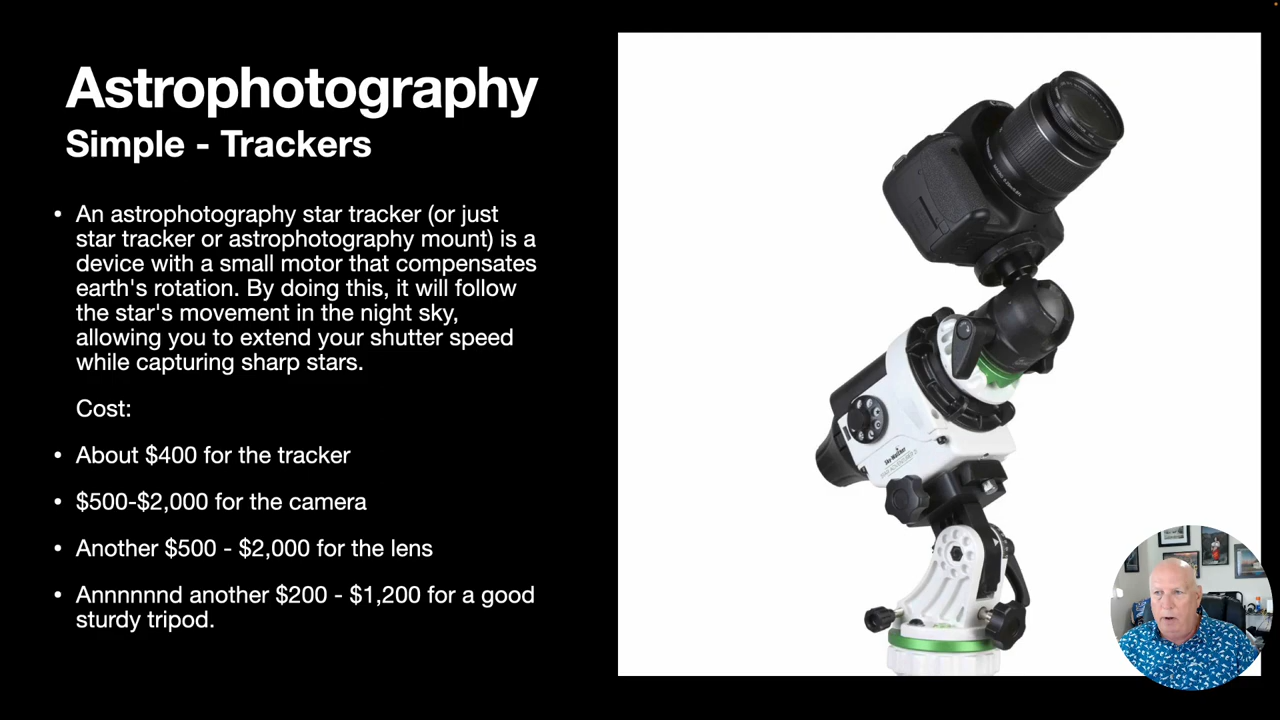 Astrophotography
Simple - Trackers
• An astrophotography star tracker (or just
star tracker or astrophotography mount) is a
device with a small motor that compensates
earth's rotation. By doing this, it will follow
the star's movement in the night sky,
allowing you to extend your shutter speed
while capturing sharp stars.
Cost:
• About $400 for the tracker
• $500-$2,000 for the camera
• Another $500 - $2,000 for the lens
• Annnnnnd another $200 - $1,200 for a good
sturdy tripod.
Sky-Watcher